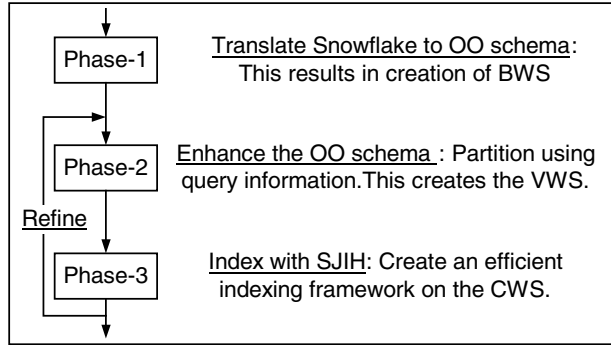 Phase-1
Translate Snowflake to OO schema:
This results in creation of BWS
Phase-2
Enhance the OO schema : Partition using
query information.This creates the VWS.
Refine
Phase-3
Index with SJIH: Create an efficient
indexing framework on the CWS.